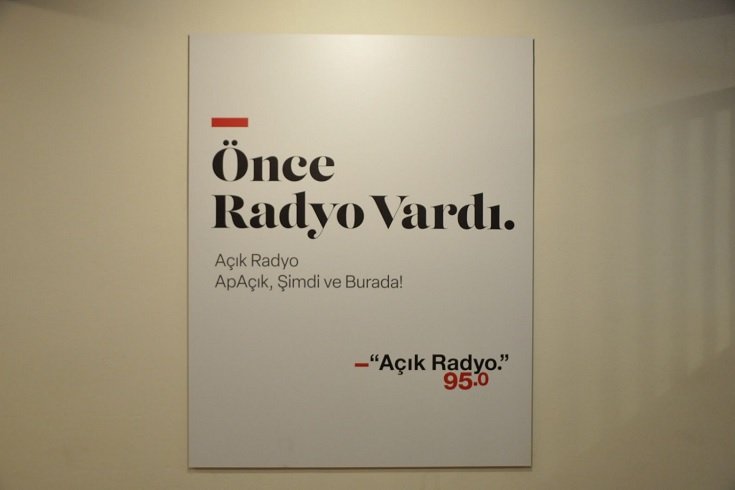 Önce
Radyo Vardı.
Açık Radyo
ApAçık, Şimdi ve Burada!
–“Açık Radyo.”
95.0